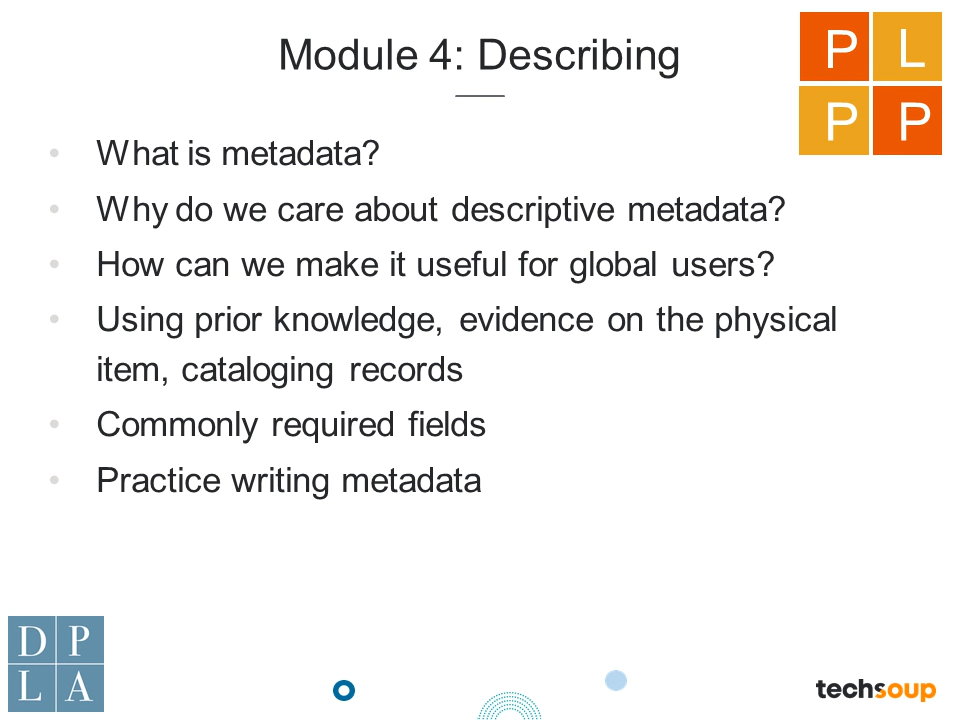 Module 4: Describing
P L
P P
• What is metadata?
• Why do we care about descriptive metadata?
• How can we make it useful for global users?
• Using prior knowledge, evidence on the physical
item, cataloging records
• Commonly required fields
• Practice writing metadata
D P
L A
techsoup